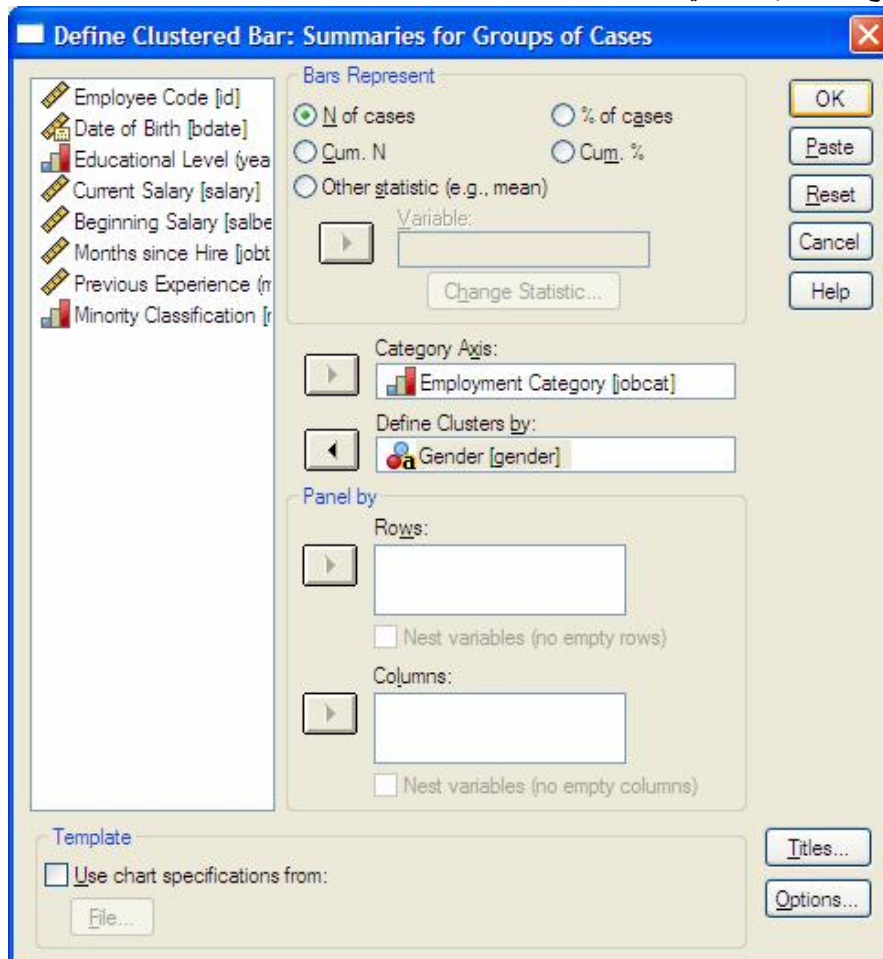 Define Clustered Bar: Summaries for Groups of Cases
Employee Code [id]
Date of Birth [bdate]
Educational Level (yea
Current Salary [salary]
Beginning Salary [salbe
Months since Hire [jobt
Previous Experience (m
Minority Classification [r
Bars Represent
N of cases
% of cases
Cum. N
Cum. %
Other statistic (e.g., mean)
Variable:
Change Statistic...
Category Axis:
Employment Category [jobcat]
Define Clusters by:
Gender [gender]
Panel by
Rows:
Nest variables (no empty rows)
Columns:
Nest variables (no empty columns)
OK
Paste
Reset
Cancel
Help
Template
Use chart specifications from:
File...
Titles...
Options...